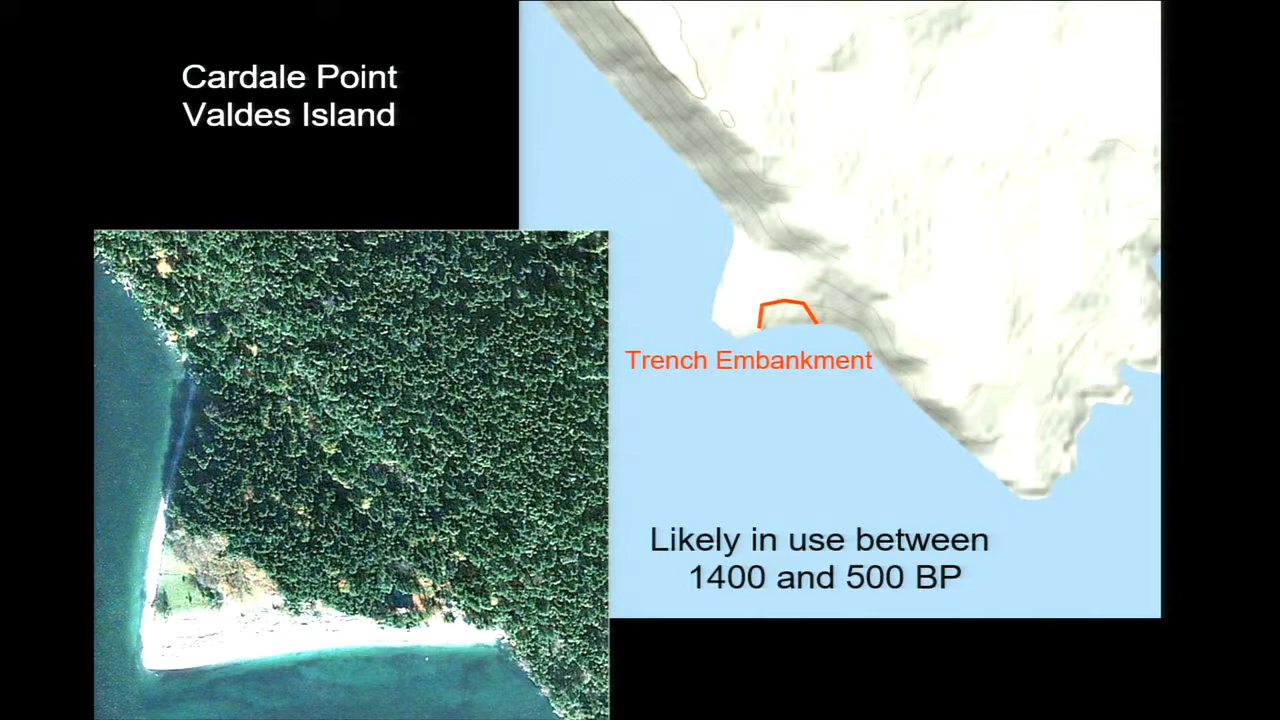 Cardale Point
Valdes Island
Trench Embankment
Likely in use between
1400 and 500 BP